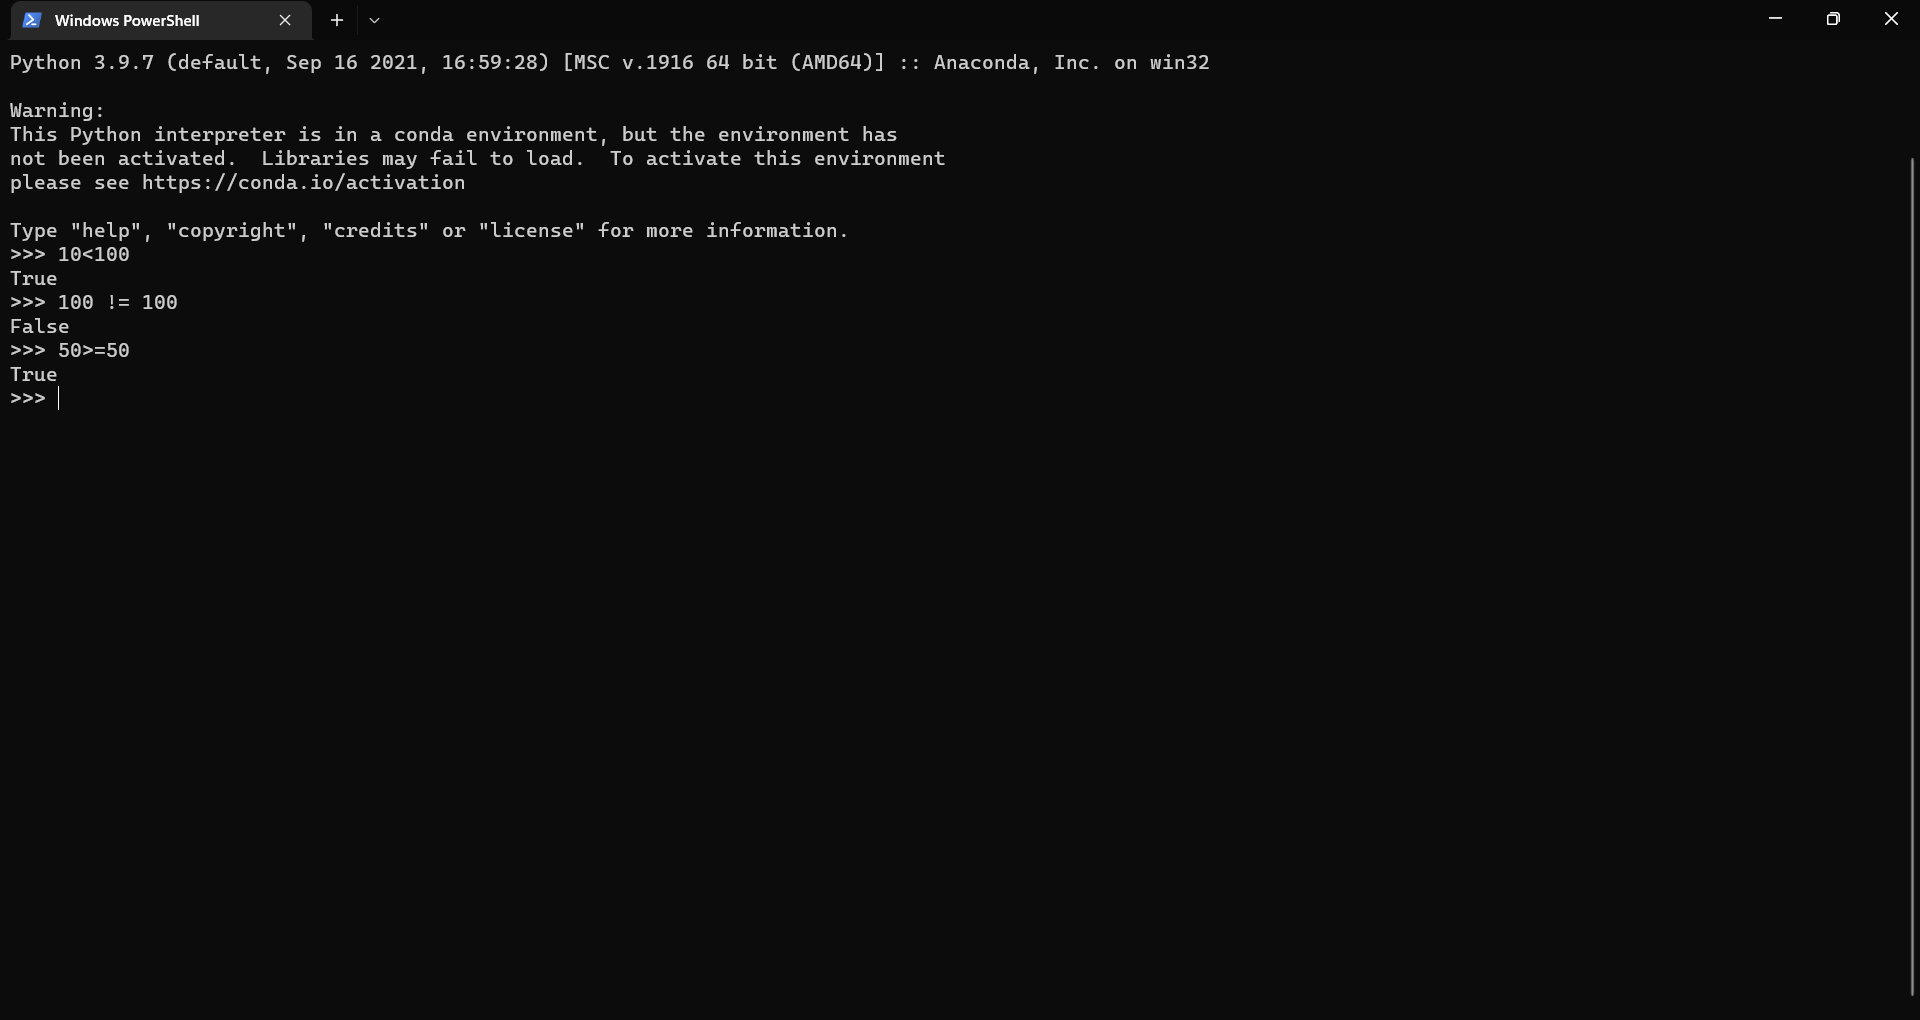 Windows PowerShell
Python 3.9.7 (default, Sep 16 2021, 16:59:28) [MSC v.1916 64 bit (AMD64)] :: Anaconda, Inc. on win32
Warning:
This Python interpreter is in a conda environment, but the environment has
not been activated.  Libraries may fail to load.  To activate this environment
please see https://conda.io/activation
Type "help", "copyright", "credits" or "license" for more information.
>>> 10<100
True
>>> 100 != 100
False
>>> 50>=50
True
>>>